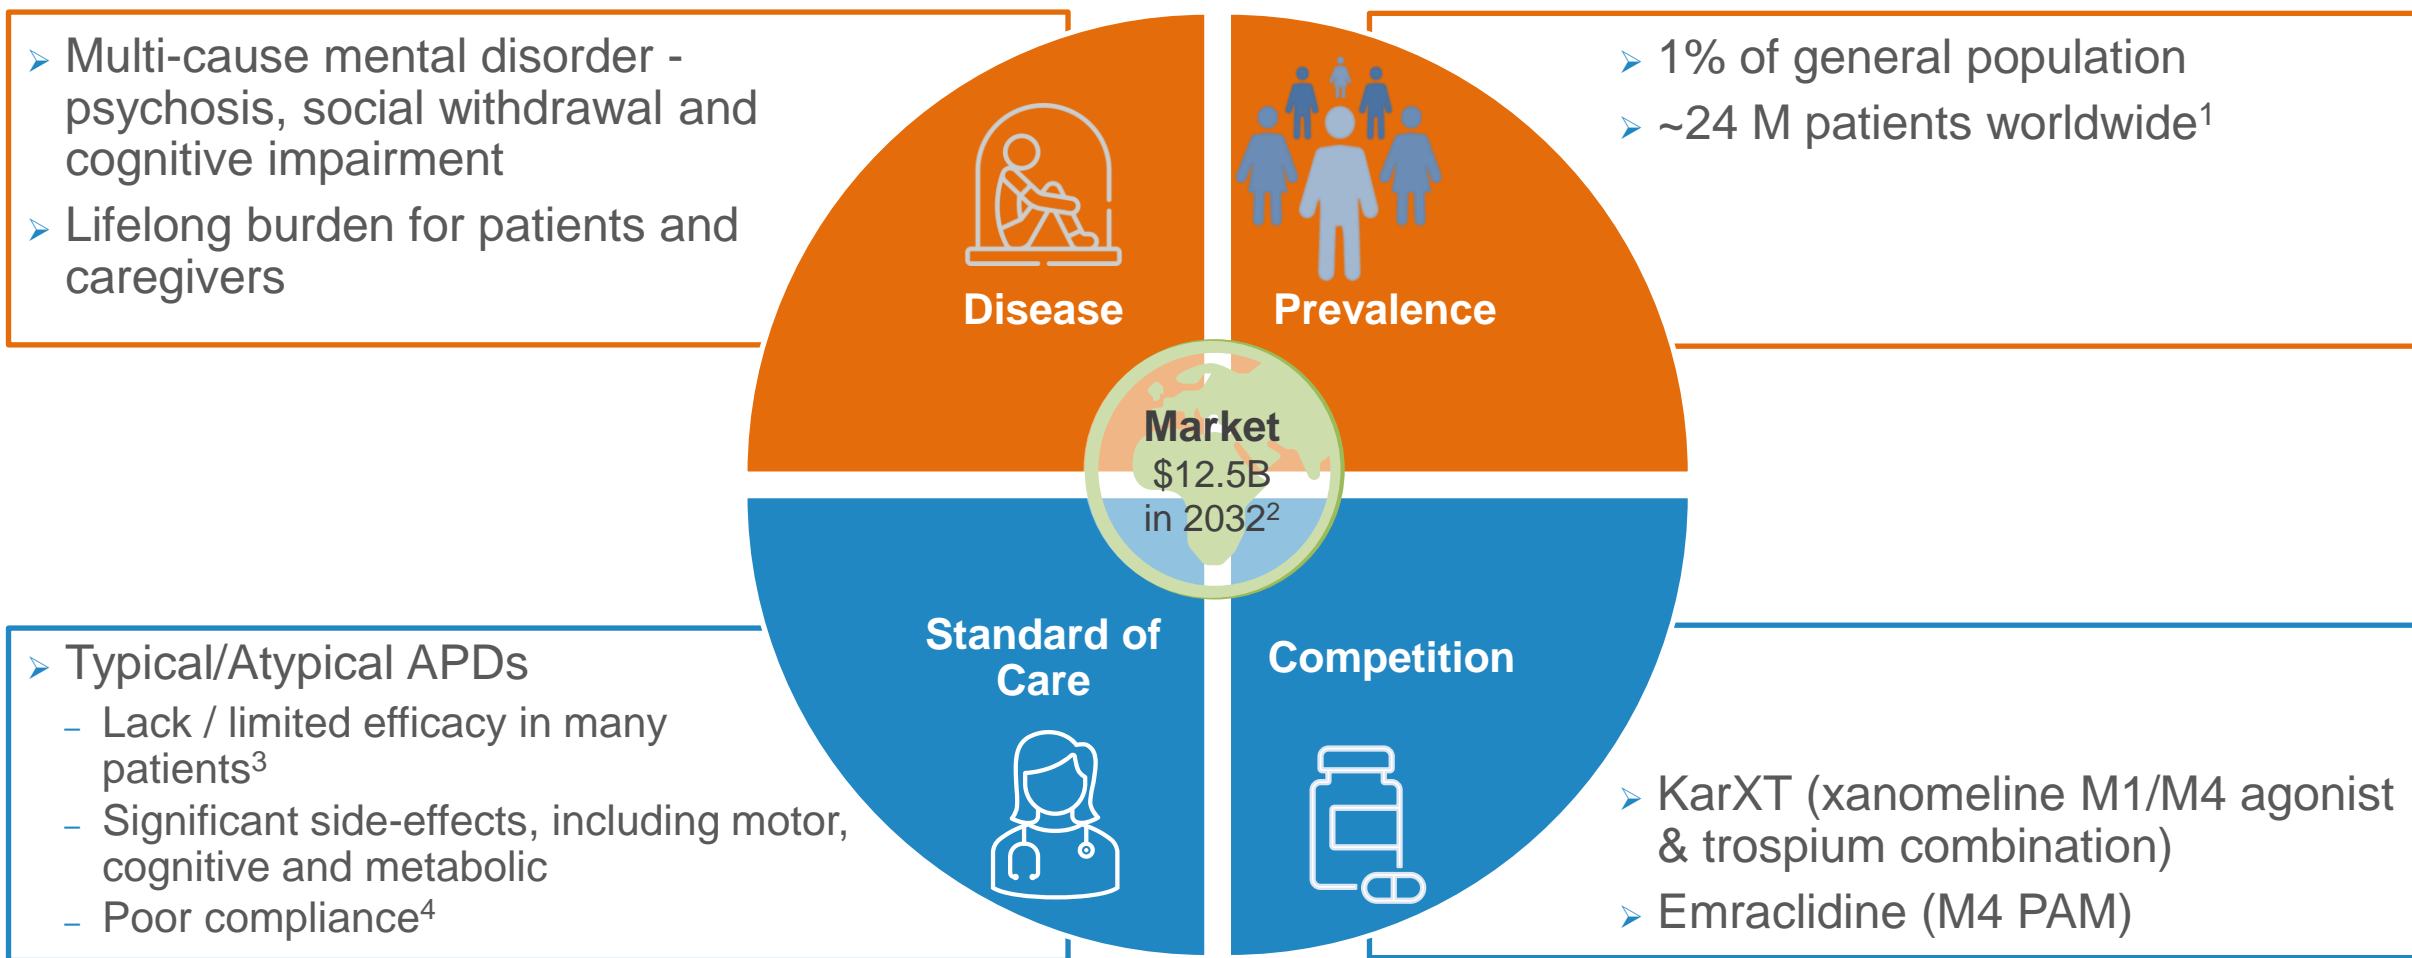 ➢ Multi-cause mental disorder -
psychosis, social withdrawal and
cognitive impairment
➢ Lifelong burden for patients and
caregivers
Disease
Prevalence
➢ 1% of general population
➢ ~24 M patients worldwide¹
Market
$12.5B
in 2032²
➢ Typical/Atypical APDs
– Lack / limited efficacy in many
patients³
– Significant side-effects, including motor,
cognitive and metabolic
– Poor compliance⁴
Standard of
Care
Competition
➢ KarXT (xanomeline M1/M4 agonist
& trospium combination)
➢ Emraclidine (M4 PAM)